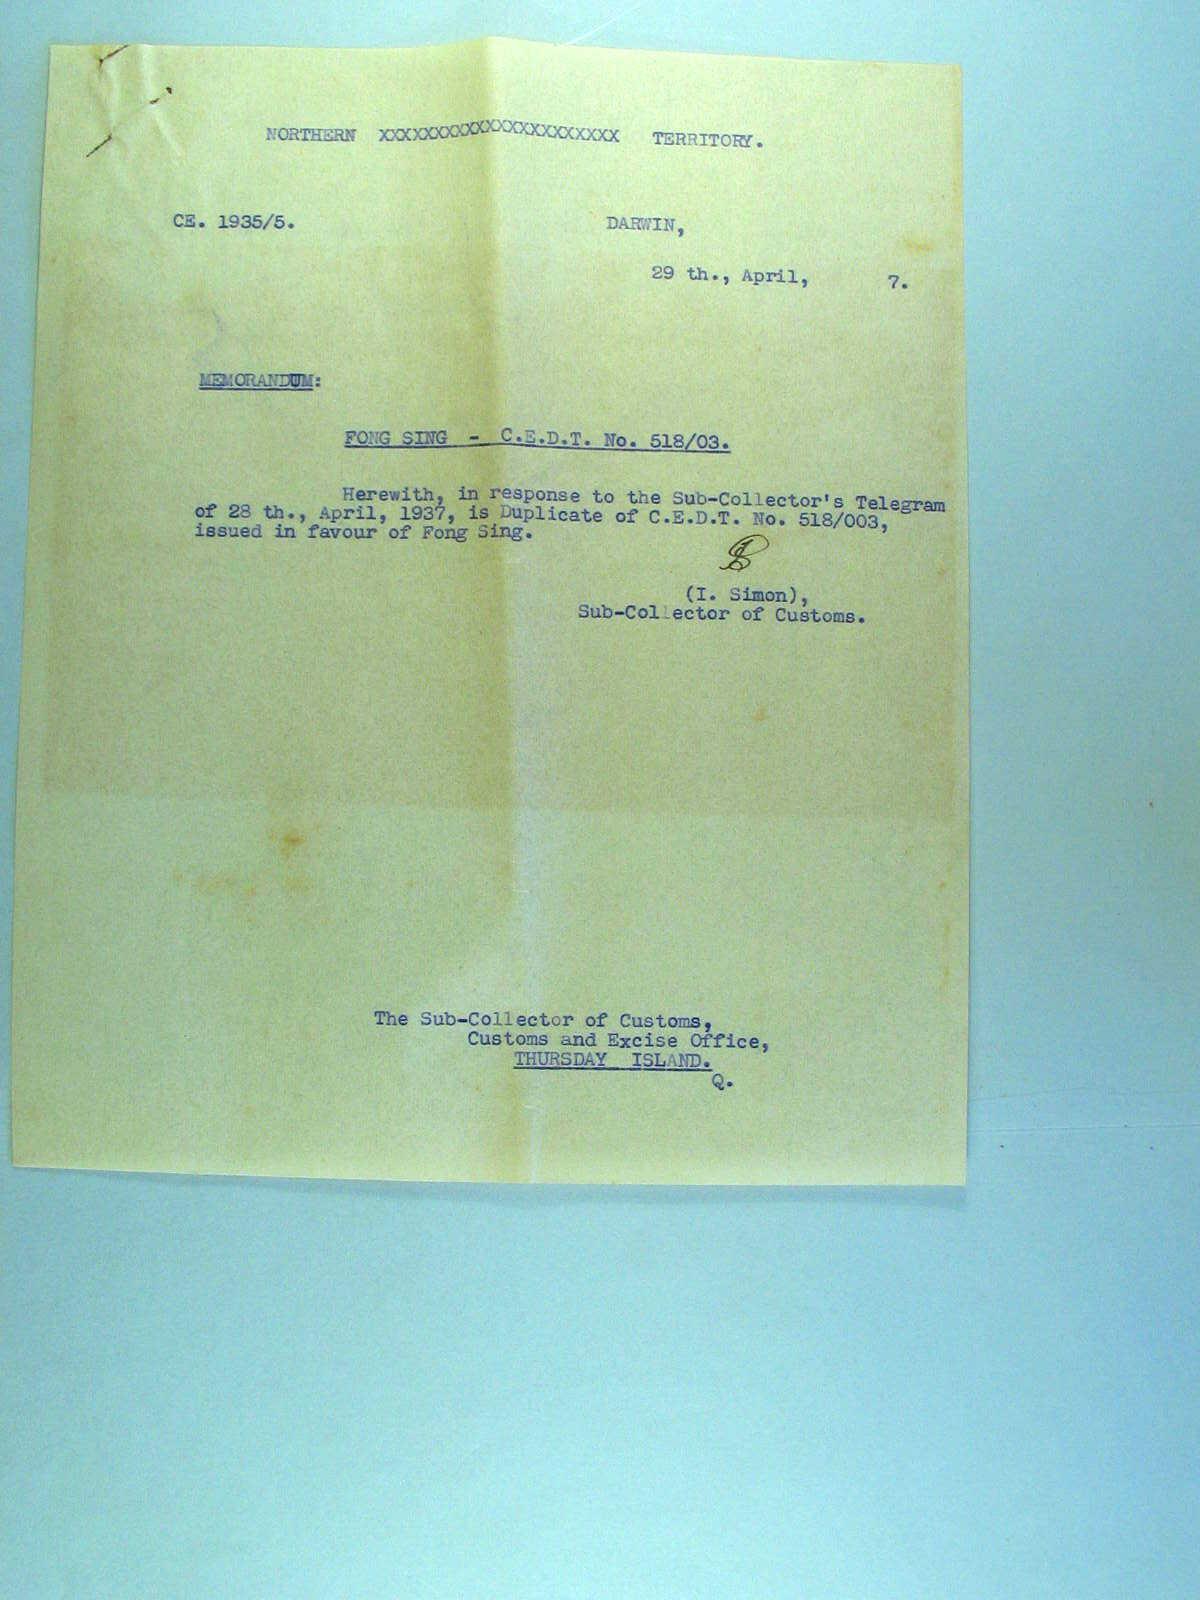 NORTHERN XXXXXXXXXXXXXXXXXXXXX TERRITORY.
CE. 1935/5.
DARWIN,
29 th., April, 7.
MEMORANDUM:
FONG SING - C.E.D.T. No. 518/03.
Herewith, in response to the Sub-Collector's Telegram
of 28 th., April, 1937, is Duplicate of C.E.D.T. No. 518/003,
issued in favour of Fong Sing.
(I. Simon),
Sub-Collector of Customs.
The Sub-Collector of Customs,
Customs and Excise Office,
THURSDAY ISLAND.
Q.